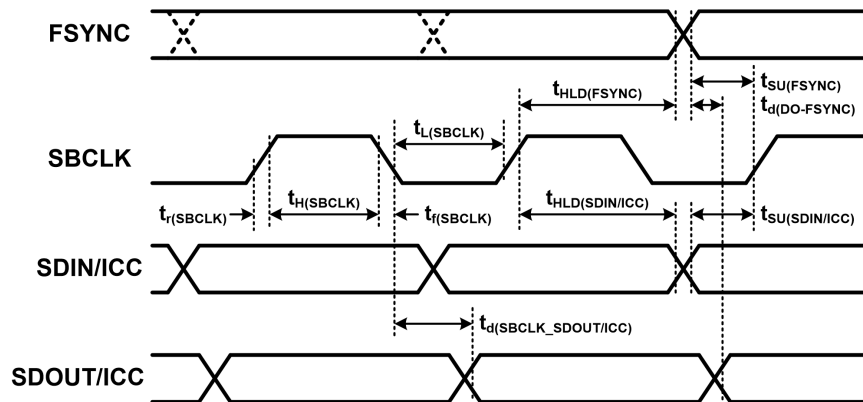 FSYNC
tSU(FSYNC)
tHLD(FSYNC)
td(DO-FSYNC)
tL(SBCLK)
SBCLK
tr(SBCLK)
tH(SBCLK)
tf(SBCLK)
tHLD(SDIN/ICC)
tSU(SDIN/ICC)
SDIN/ICC
td(SBCLK_SDOUT/ICC)
SDOUT/ICC